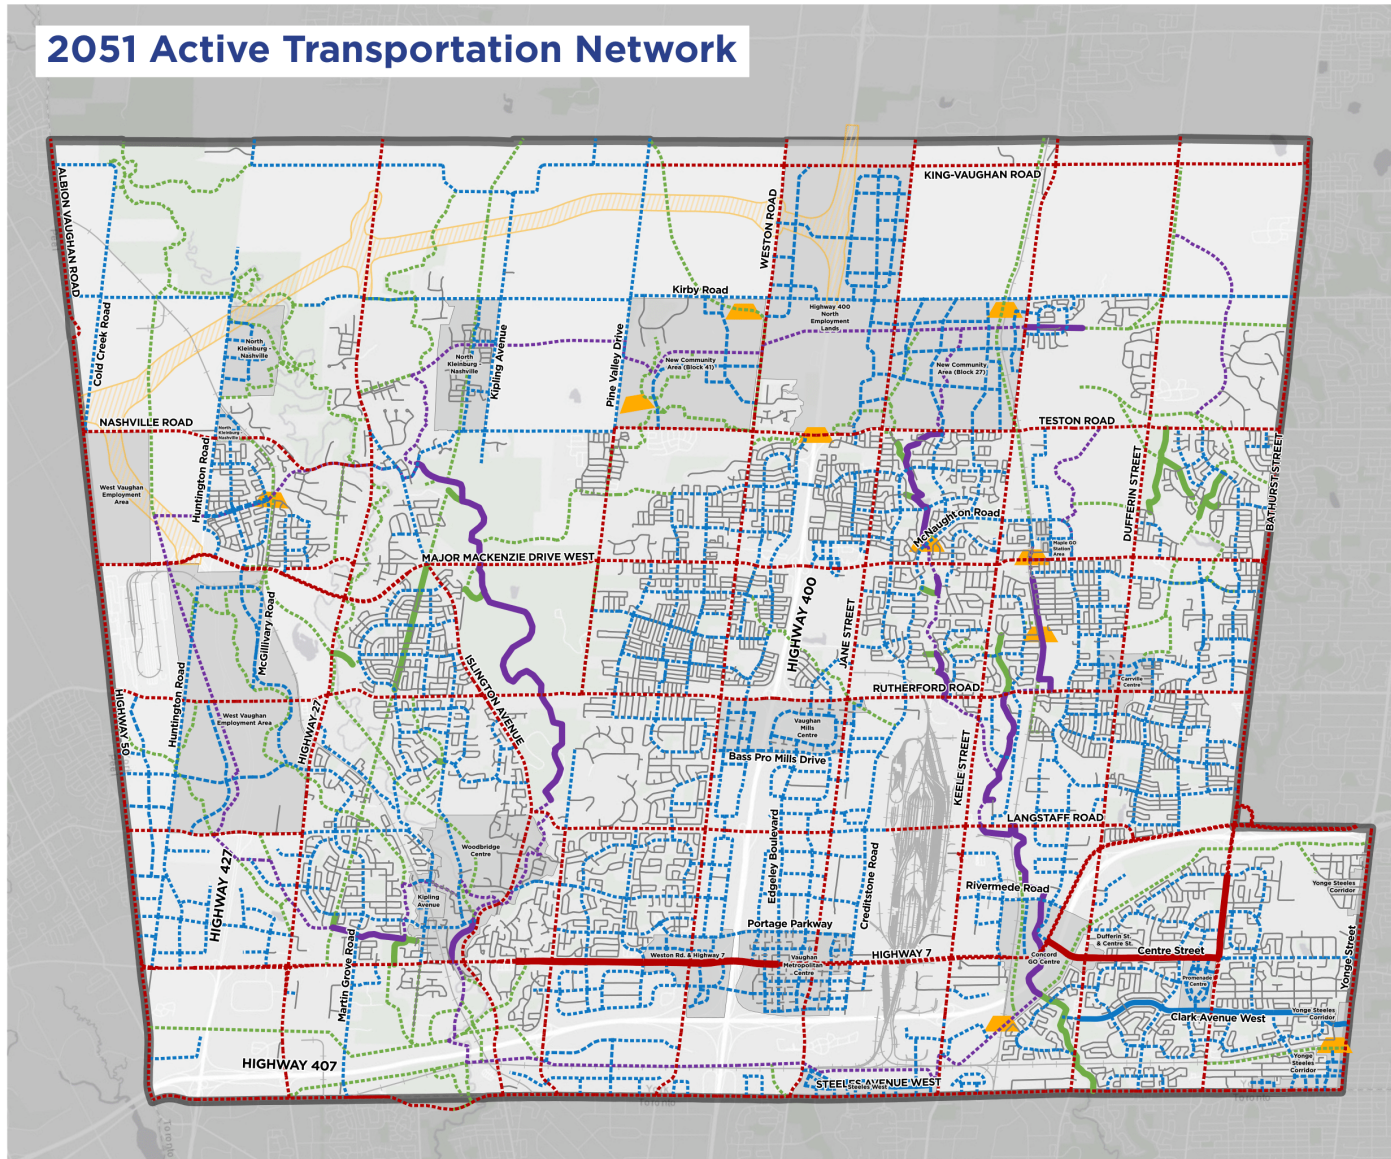 2051 Active Transportation Network
KING-VAUGHAN ROAD
ALBION VAUGHAN ROAD
WESTON ROAD
Kirby Road
Highway 400
North
Employment
Lands
Cold Creek Road
North
Kleinburg -
Nashville
North
Kleinburg -
Nashville
Kipling Avenue
Pine Valley Drive
New Community
Area (Block 41)
New Community
Area (Block 27)
NASHVILLE ROAD
TESTON ROAD
North
Kleinburg -
Nashville
Huntington Road
West Vaughan
Employment
Area
DUFFERIN STREET
BATHURST STREET
McNaughton Road
Maple GO
Station
Area
MAJOR MACKENZIE DRIVE WEST
HIGHWAY 400
JANE STREET
McGillivary Road
ISLINGTON AVENUE
Huntington Road
HIGHWAY 50
West Vaughan
Employment Area
HIGHWAY 27
RUTHERFORD ROAD
Carrville
Centre
Vaughan
Mills
Centre
Bass Pro Mills Drive
KEELE STREET
LANGSTAFF ROAD
Woodbridge
Centre
Edgeley Boulevard
Creditstone Road
HIGHWAY 427
Kipling
Avenue
Rivermede Road
Yonge Steeles
Corridor
Portage Parkway
Martin Grove Road
Weston Rd. & Highway 7
Vaughan
Metropolitan
Centre
HIGHWAY 7
Dufferin St.
& Centre St.
Concord
GO Centre
Centre Street
Yonge Street
Promenade
Centre
Clark Avenue West
Yonge Steeles
Corridor
HIGHWAY 407
Yonge
Steeles
Corridor
STEELES AVENUE WEST
Steeles West